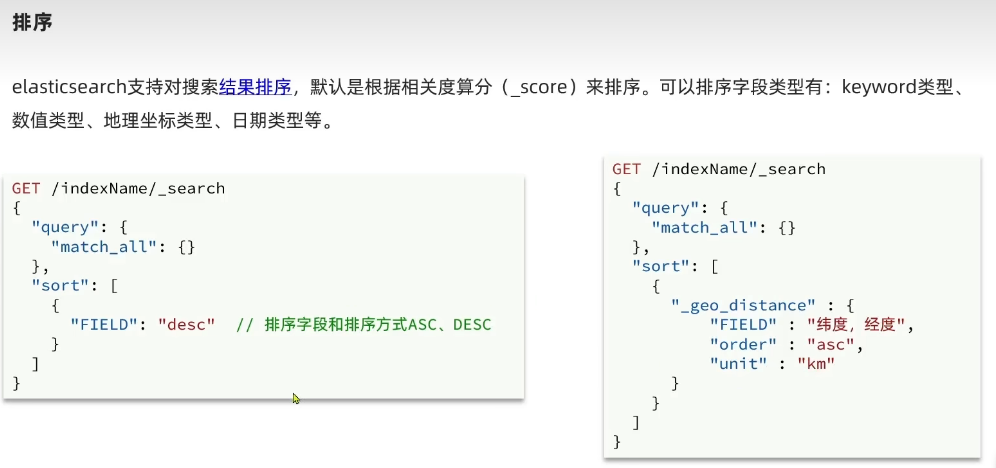 排序
elasticsearch支持对搜索结果排序，默认是根据相关度算分（_score）来排序。可以排序字段类型有：keyword类型、
数值类型、地理坐标类型、日期类型等。
GET /indexName/_search
{
  "query": {
    "match_all": {}
  },
  "sort": [
    {
      "FIELD": "desc"  // 排序字段和排序方式ASC、DESC
    }
  ]
}
GET /indexName/_search
{
  "query": {
    "match_all": {}
  },
  "sort": [
    {
      "_geo_distance" : {
          "FIELD" : "纬度，经度",
          "order" : "asc",
          "unit" : "km"
      }
    }
  ]
}